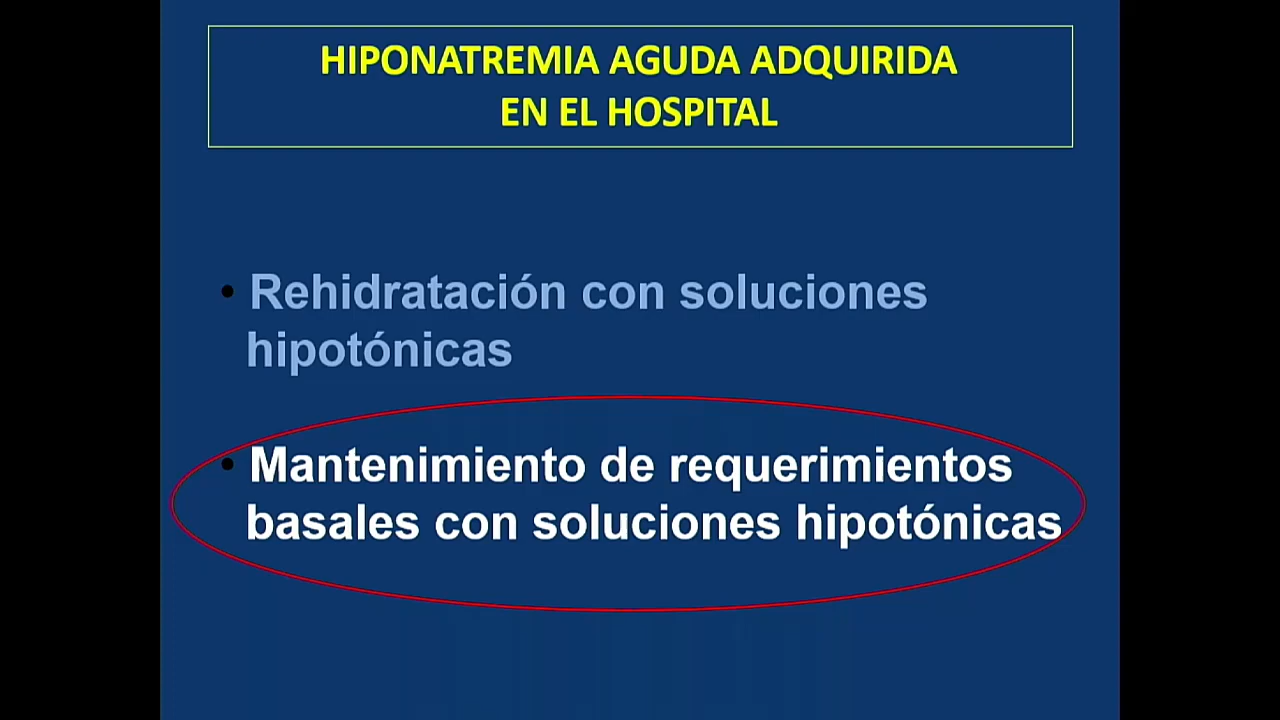 HIPONATREMIA AGUDA ADQUIRIDA
EN EL HOSPITAL
• Rehidratación con soluciones
hipotónicas
• Mantenimiento de requerimientos
basales con soluciones hipotónicas